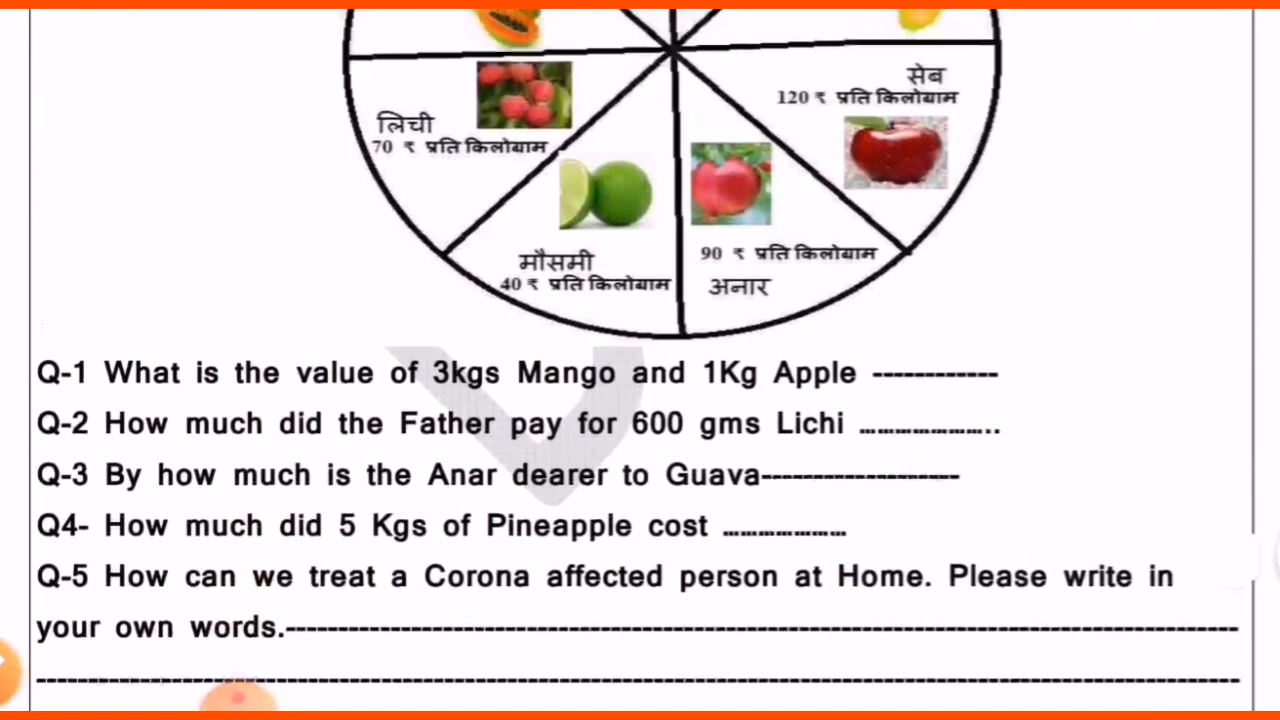 सेब
120 ₹ प्रति किलोग्राम
लिची
70 ₹ प्रति किलोग्राम
90 ₹ प्रति किलोग्राम
अनार
मौसमी
40 ₹ प्रति किलोग्राम
Q-1 What is the value of 3kgs Mango and 1Kg Apple ------------
Q-2 How much did the Father pay for 600 gms Lichi .......................
Q-3 By how much is the Anar dearer to Guava-------------------
Q4- How much did 5 Kgs of Pineapple cost .....................
Q-5 How can we treat a Corona affected person at Home. Please write in
your own words.--------------------------------------------------------------------------------------------